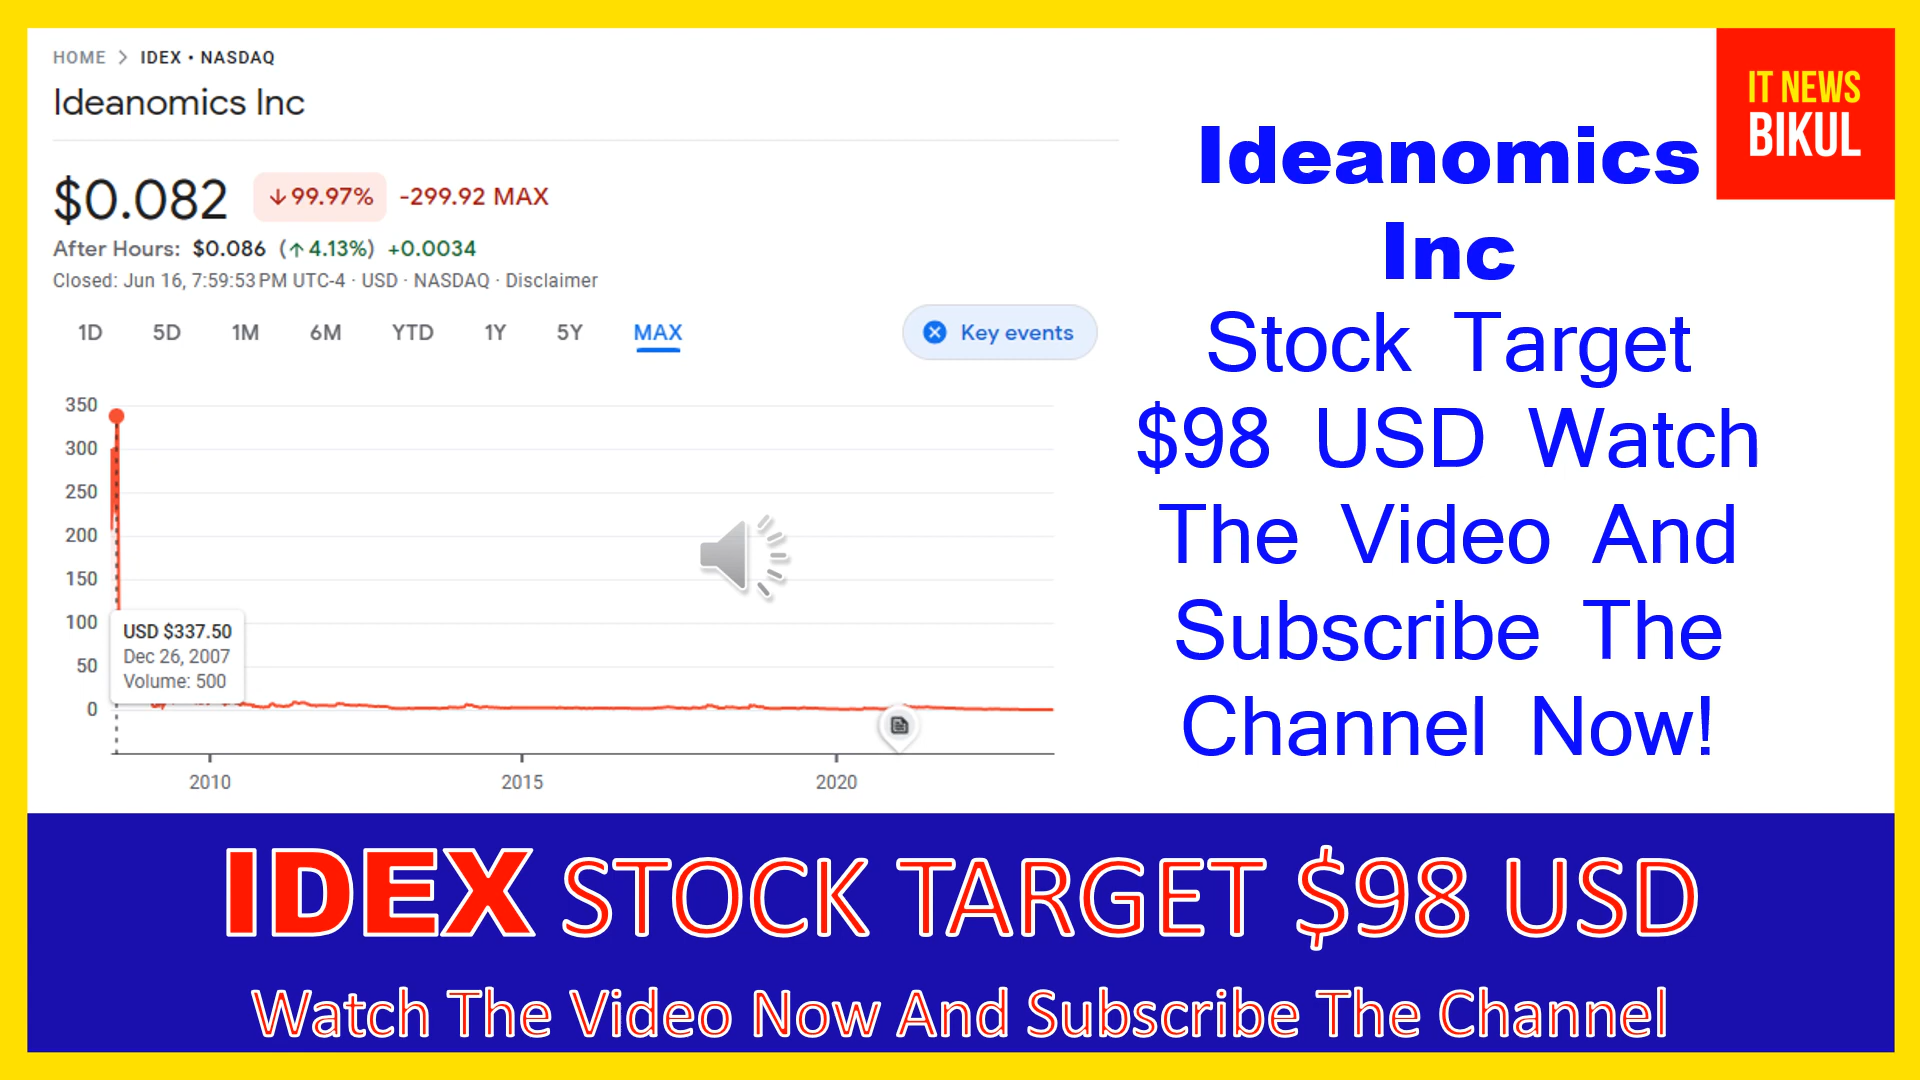 HOME > IDEX • NASDAQ
Ideanomics Inc
$0.082 ↓99.97% -299.92 MAX
After Hours: $0.086 (↑4.13%) +0.0034
Closed: Jun 16, 7:59:53 PM UTC-4 · USD · NASDAQ · Disclaimer
1D 5D 1M 6M YTD 1Y 5Y MAX
Key events
350
300
250
200
150
100
50
0
USD $337.50
Dec 26, 2007
Volume: 500
2010 2015 2020
IT NEWS
BIKUL
Ideanomics
Inc
Stock Target
$98 USD Watch
The Video And
Subscribe The
Channel Now!
IDEX STOCK TARGET $98 USD
Watch The Video Now And Subscribe The Channel